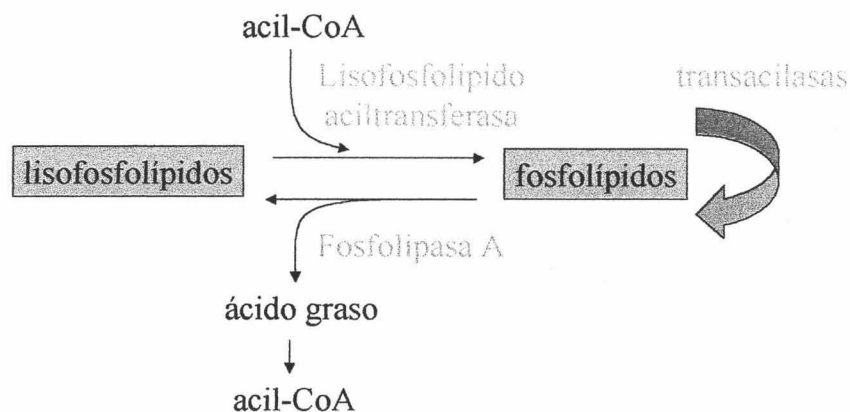 acil-CoA
Lisofosfolípido
aciltransferasa
transacilasas
lisofosfolípidos
fosfolípidos
Fosfolipasa A
ácido graso
acil-CoA